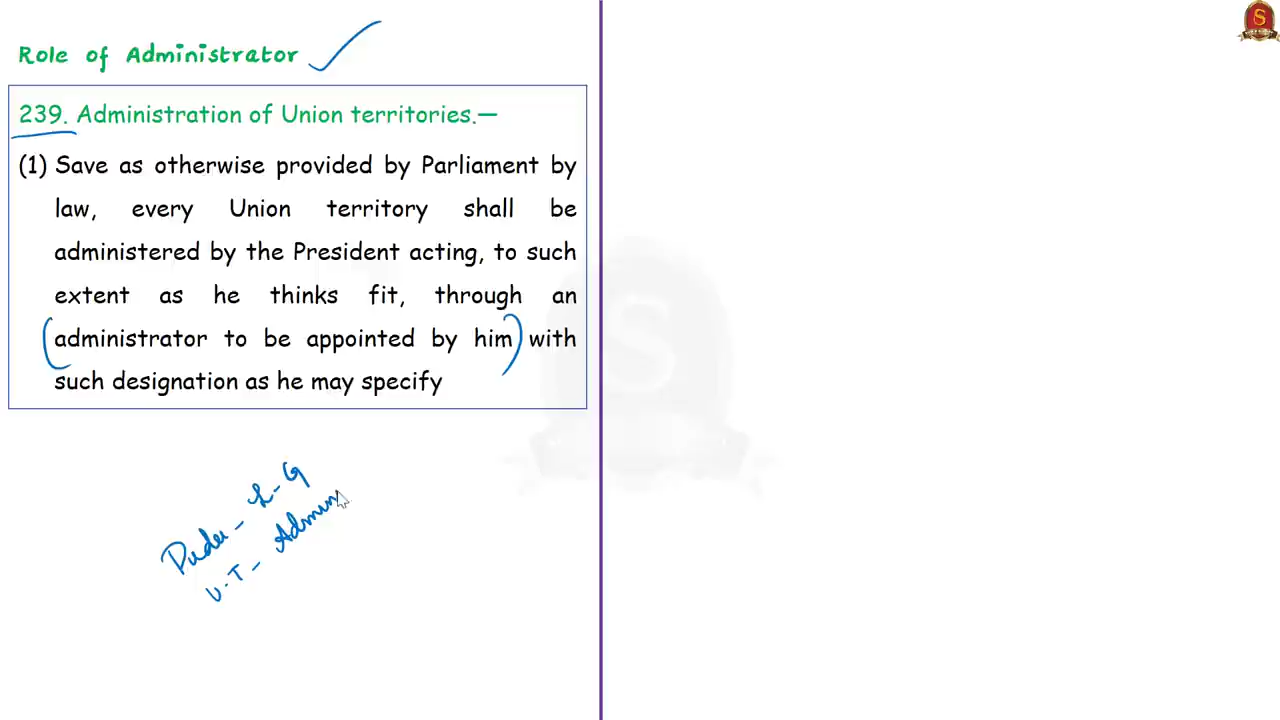 Role of Administrator
239. Administration of Union territories.—
(1) Save as otherwise provided by Parliament by
law, every Union territory shall be
administered by the President acting, to such
extent as he thinks fit, through an
administrator to be appointed by him with
such designation as he may specify
L-G
U.T - Admin
S